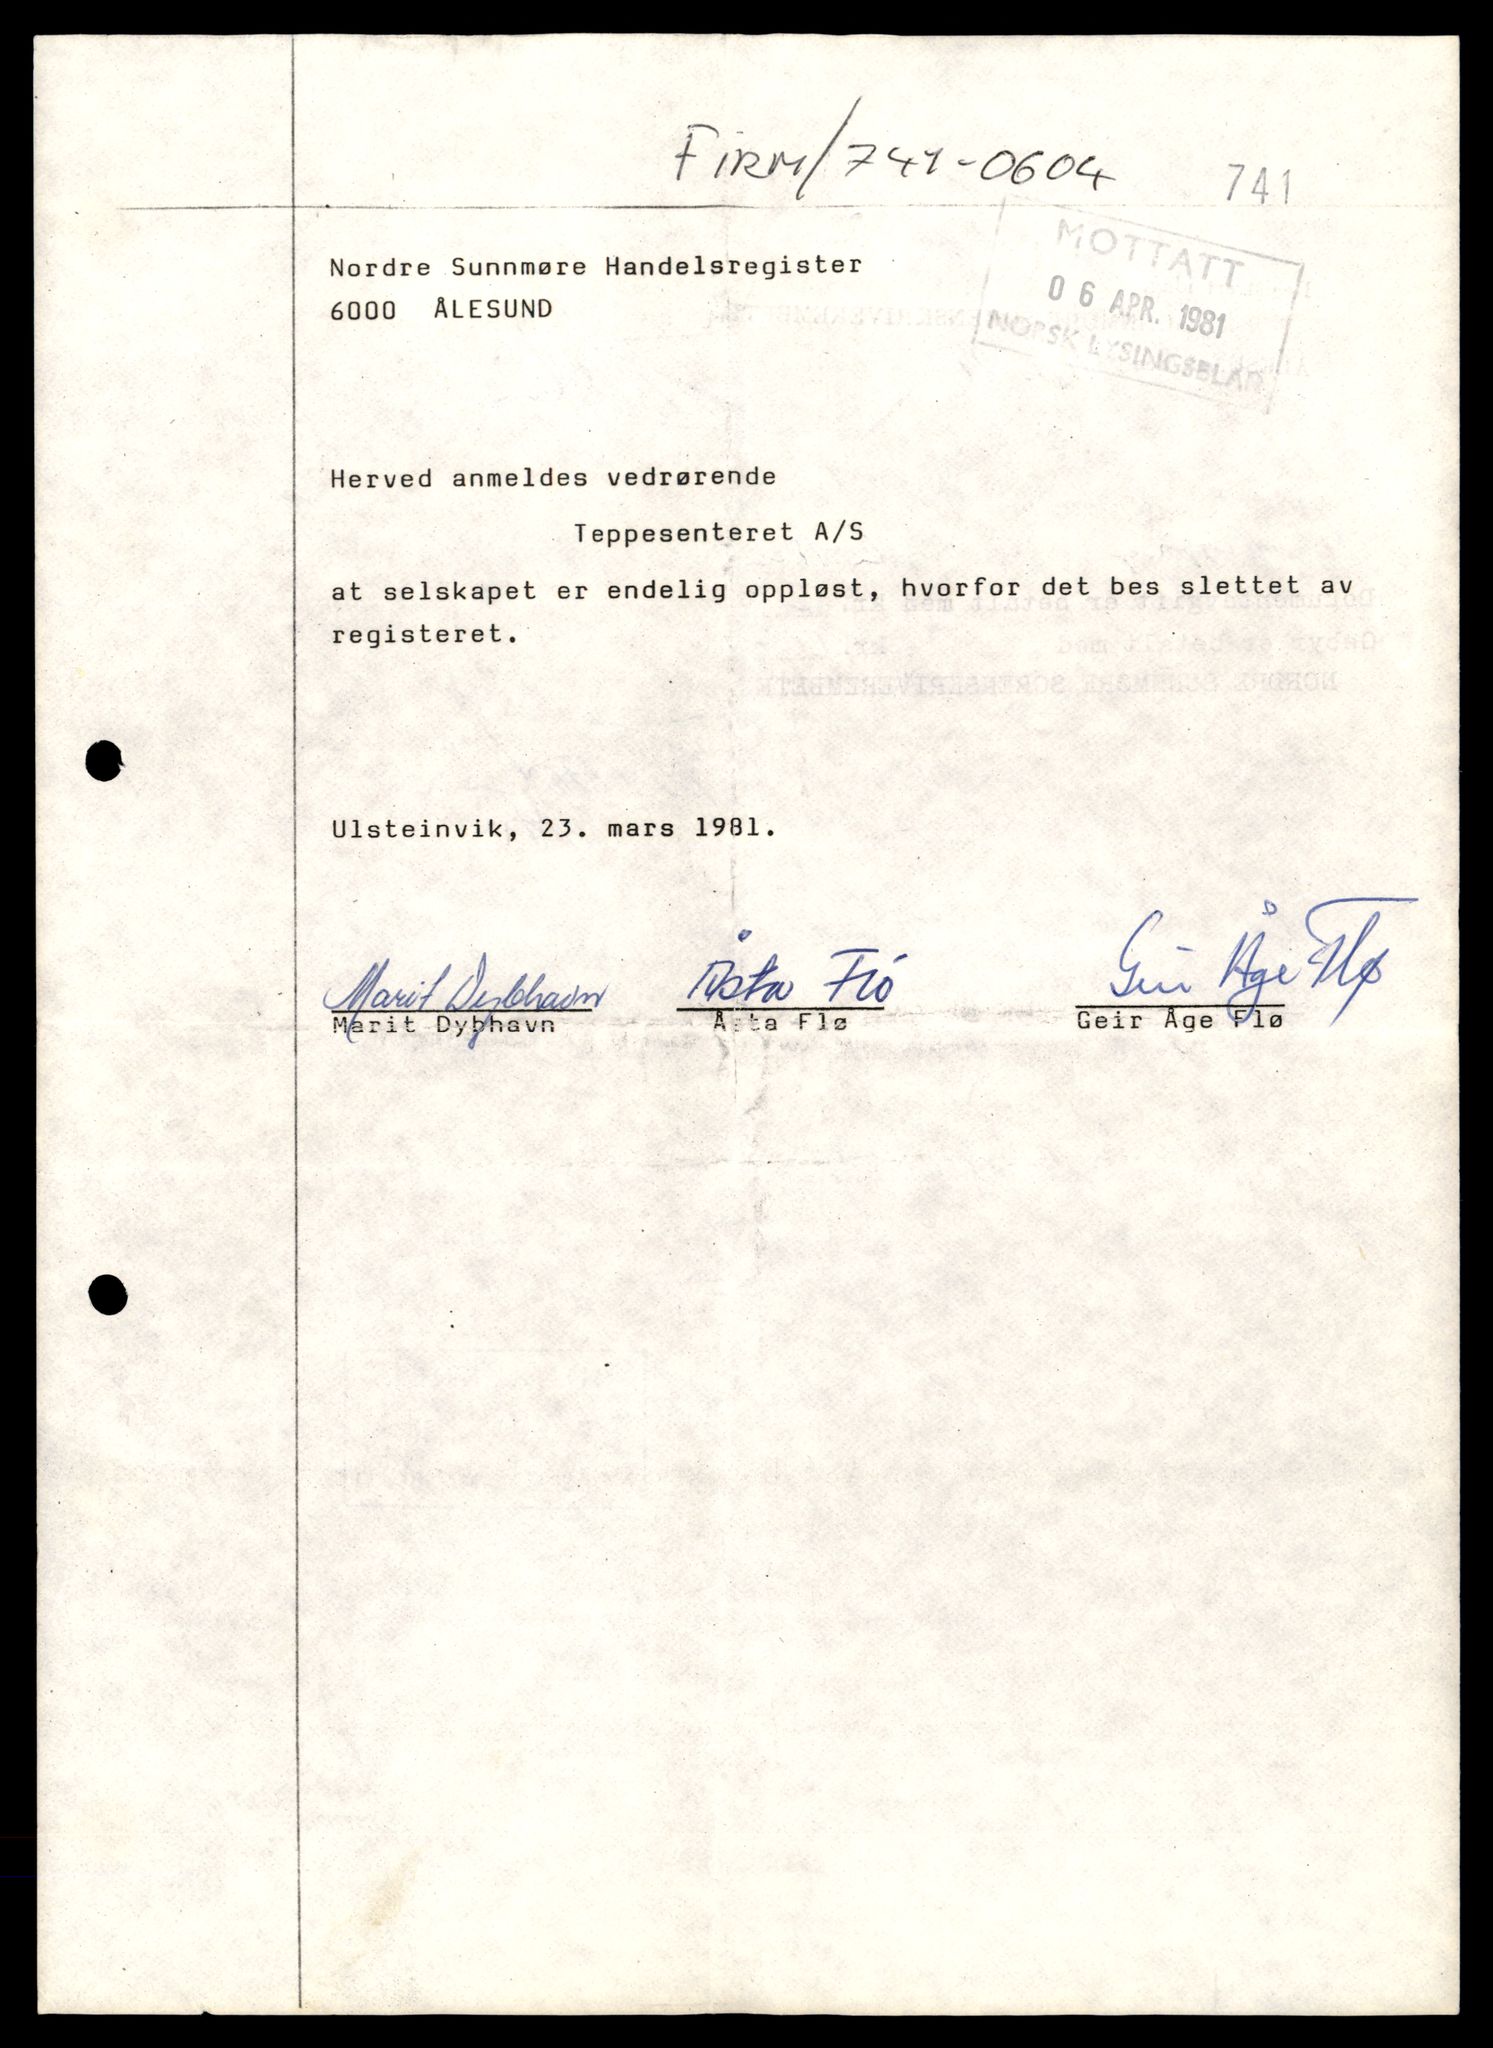 Firm/741-0604
741
MOTTATT
06 APR. 1981
NORSK LYSINGSBLAD
Nordre Sunnmøre Handelsregister
6000 ÅLESUND
Herved anmeldes vedrørende
Teppesenteret A/S
at selskapet er endelig oppløst, hvorfor det bes slettet av
registeret.
Ulsteinvik, 23. mars 1981.
Marit Dybhavn Åsta Flø Geir Åge Flø
Marit Dybhavn Åsta Flø Geir Åge Flø